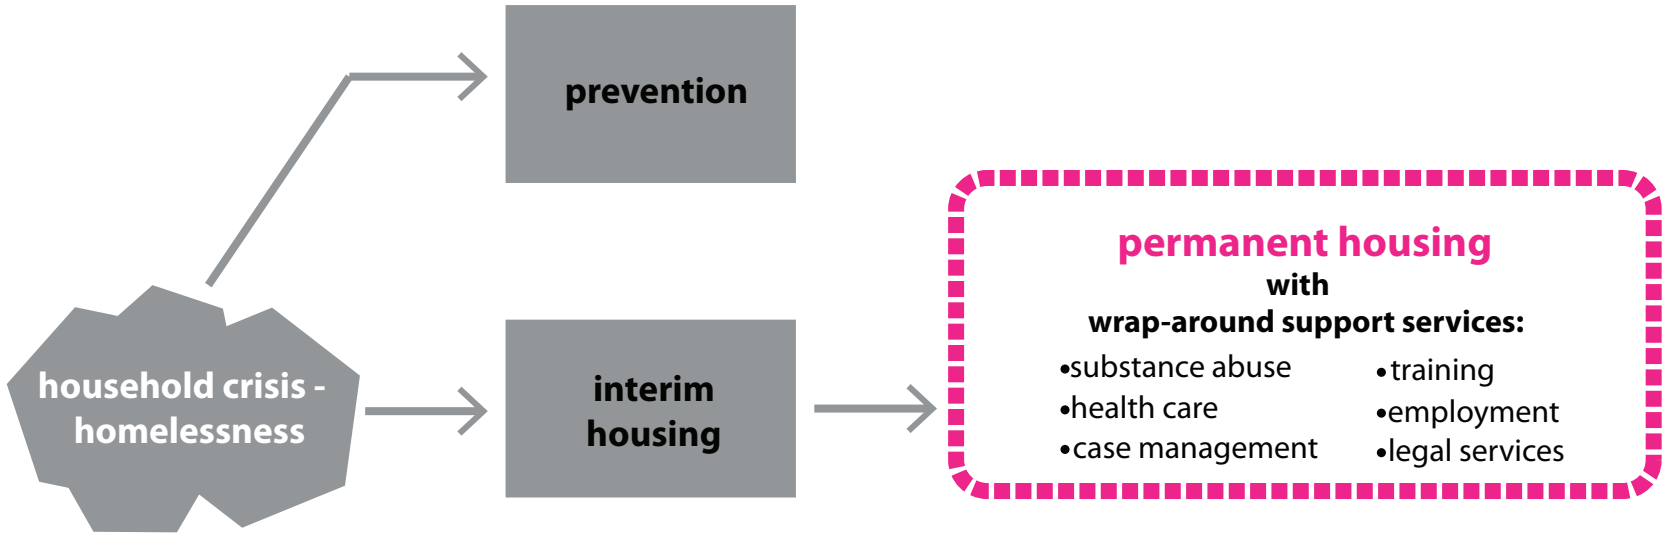 prevention
household crisis -
homelessness
interim
housing
permanent housing
with
wrap-around support services:
•substance abuse
•health care
•case management
•training
•employment
•legal services